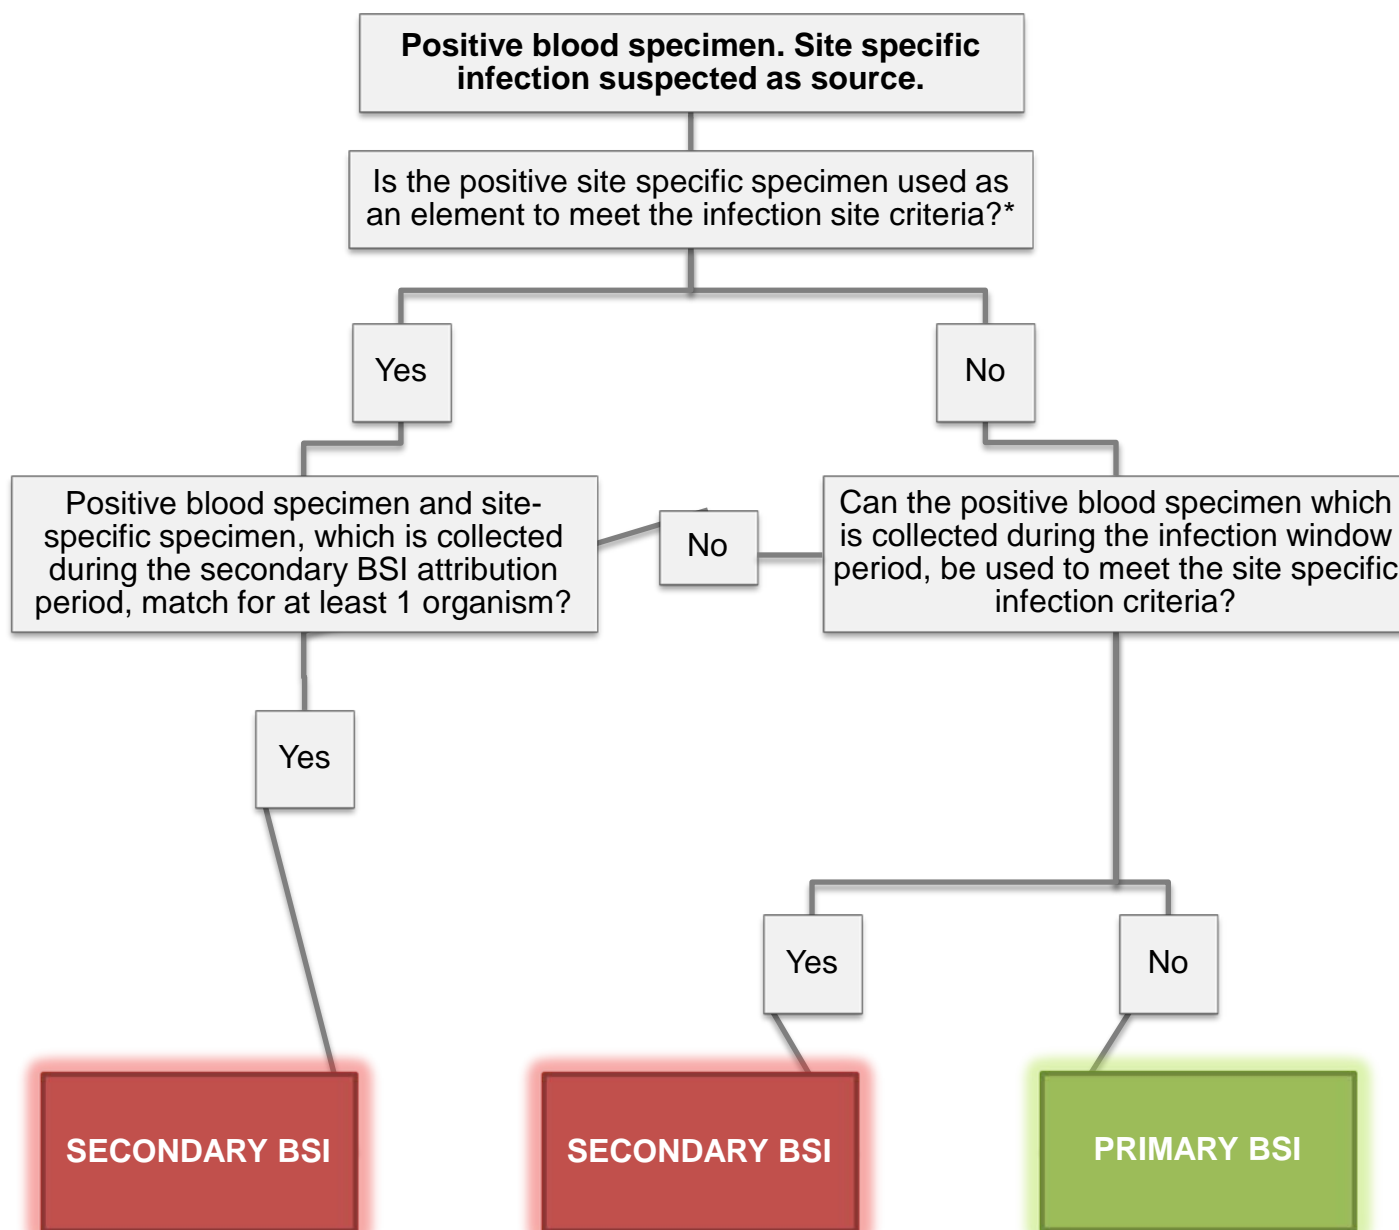 Positive blood specimen. Site specific
infection suspected as source.
Is the positive site specific specimen used as
an element to meet the infection site criteria?*
Yes
No
Positive blood specimen and site-
specific specimen, which is collected
during the secondary BSI attribution
period, match for at least 1 organism?
No
Can the positive blood specimen which
is collected during the infection window
period, be used to meet the site specific
infection criteria?
Yes
Yes
No
SECONDARY BSI
SECONDARY BSI
PRIMARY BSI